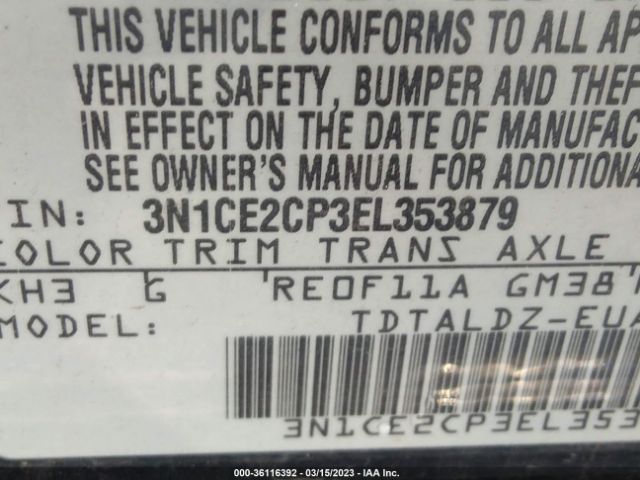 THIS VEHICLE CONFORMS TO ALL AP
VEHICLE SAFETY, BUMPER AND THEF
IN EFFECT ON THE DATE OF MANUFAC
SEE OWNER'S MANUAL FOR ADDITIONA
IN: 3N1CE2CP3EL353879
COLOR TRIM TRANS AXLE
KH3 G RE0F11A GM38
MODEL: TDTALDZ-EUA
3N1CE2CP3EL353
000-36116392 - 03/15/2023 - IAA Inc.